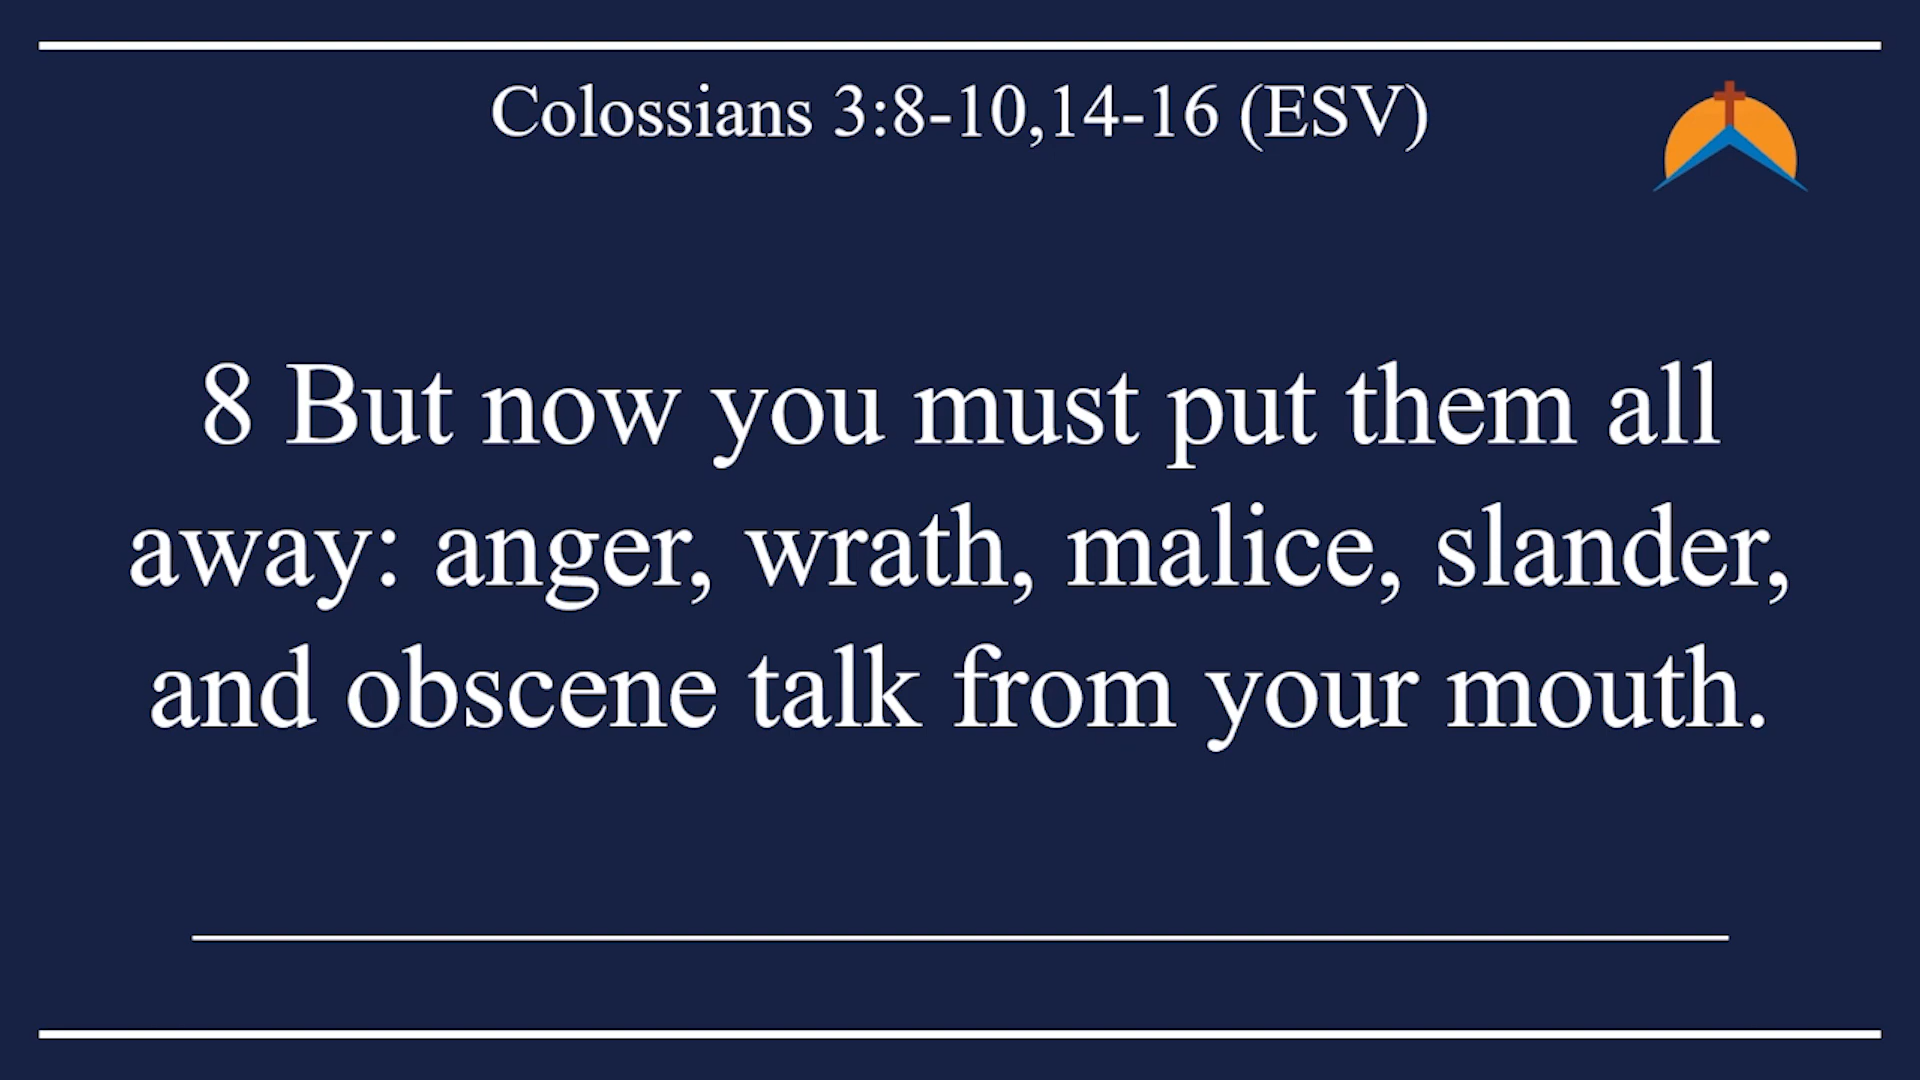 Colossians 3:8-10,14-16 (ESV)
8 But now you must put them all
away: anger, wrath, malice, slander,
and obscene talk from your mouth.